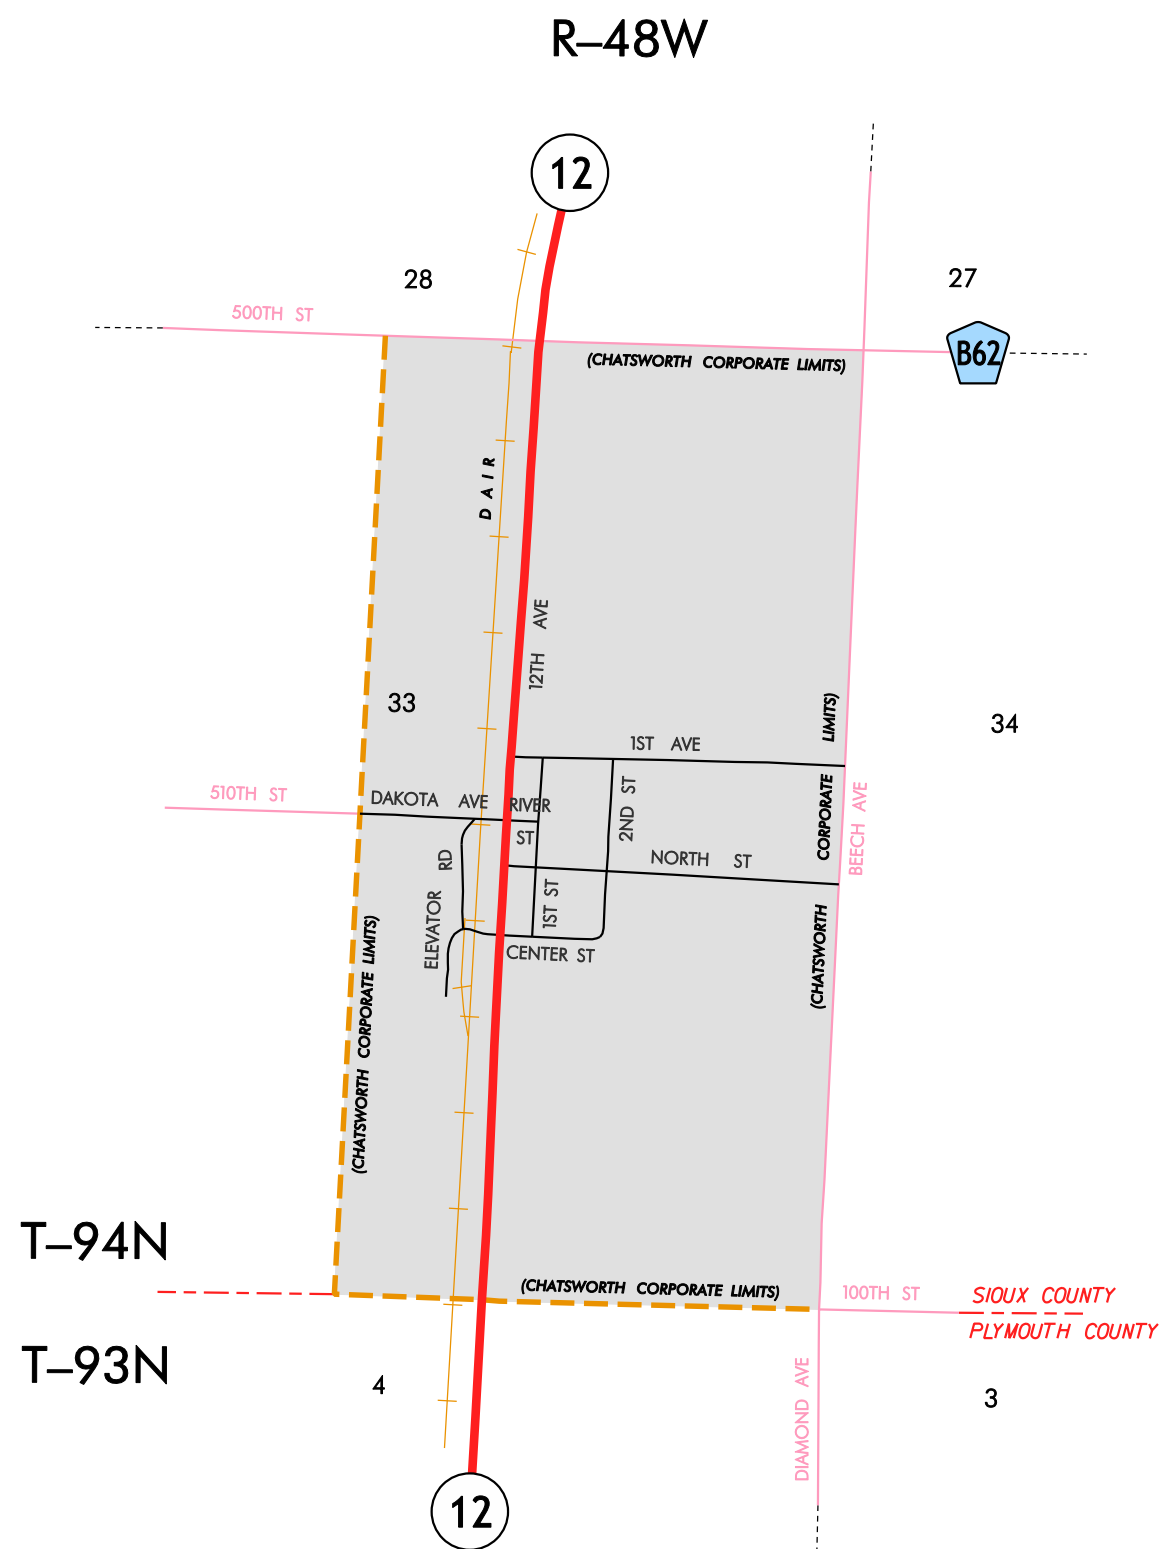 R–48W
12
28
27
500TH ST
B62
(CHATSWORTH CORPORATE LIMITS)
DAIR
12TH AVE
33
34
LIMITS)
1ST AVE
510TH ST
DAKOTA AVE
RIVER
ST
2ND ST
CORPORATE
BEECH AVE
NORTH ST
ELEVATOR RD
1ST ST
(CHATSWORTH
CENTER ST
(CHATSWORTH CORPORATE LIMITS)
T–94N
(CHATSWORTH CORPORATE LIMITS)
100TH ST
SIOUX COUNTY
PLYMOUTH COUNTY
T–93N
4
3
DIAMOND AVE
12